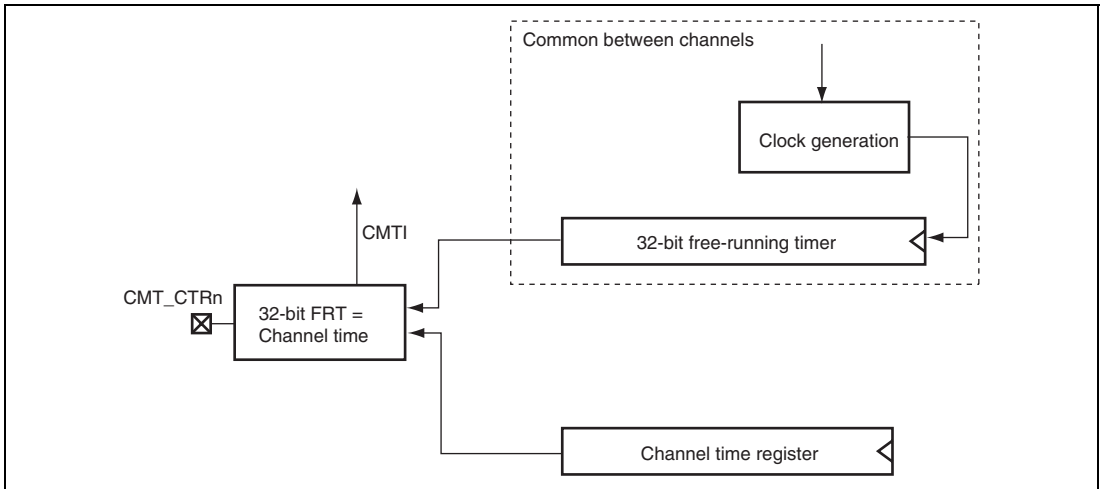 Common between channels
Clock generation
CMTI
32-bit free-running timer
CMT_CTRn
32-bit FRT =
Channel time
Channel time register